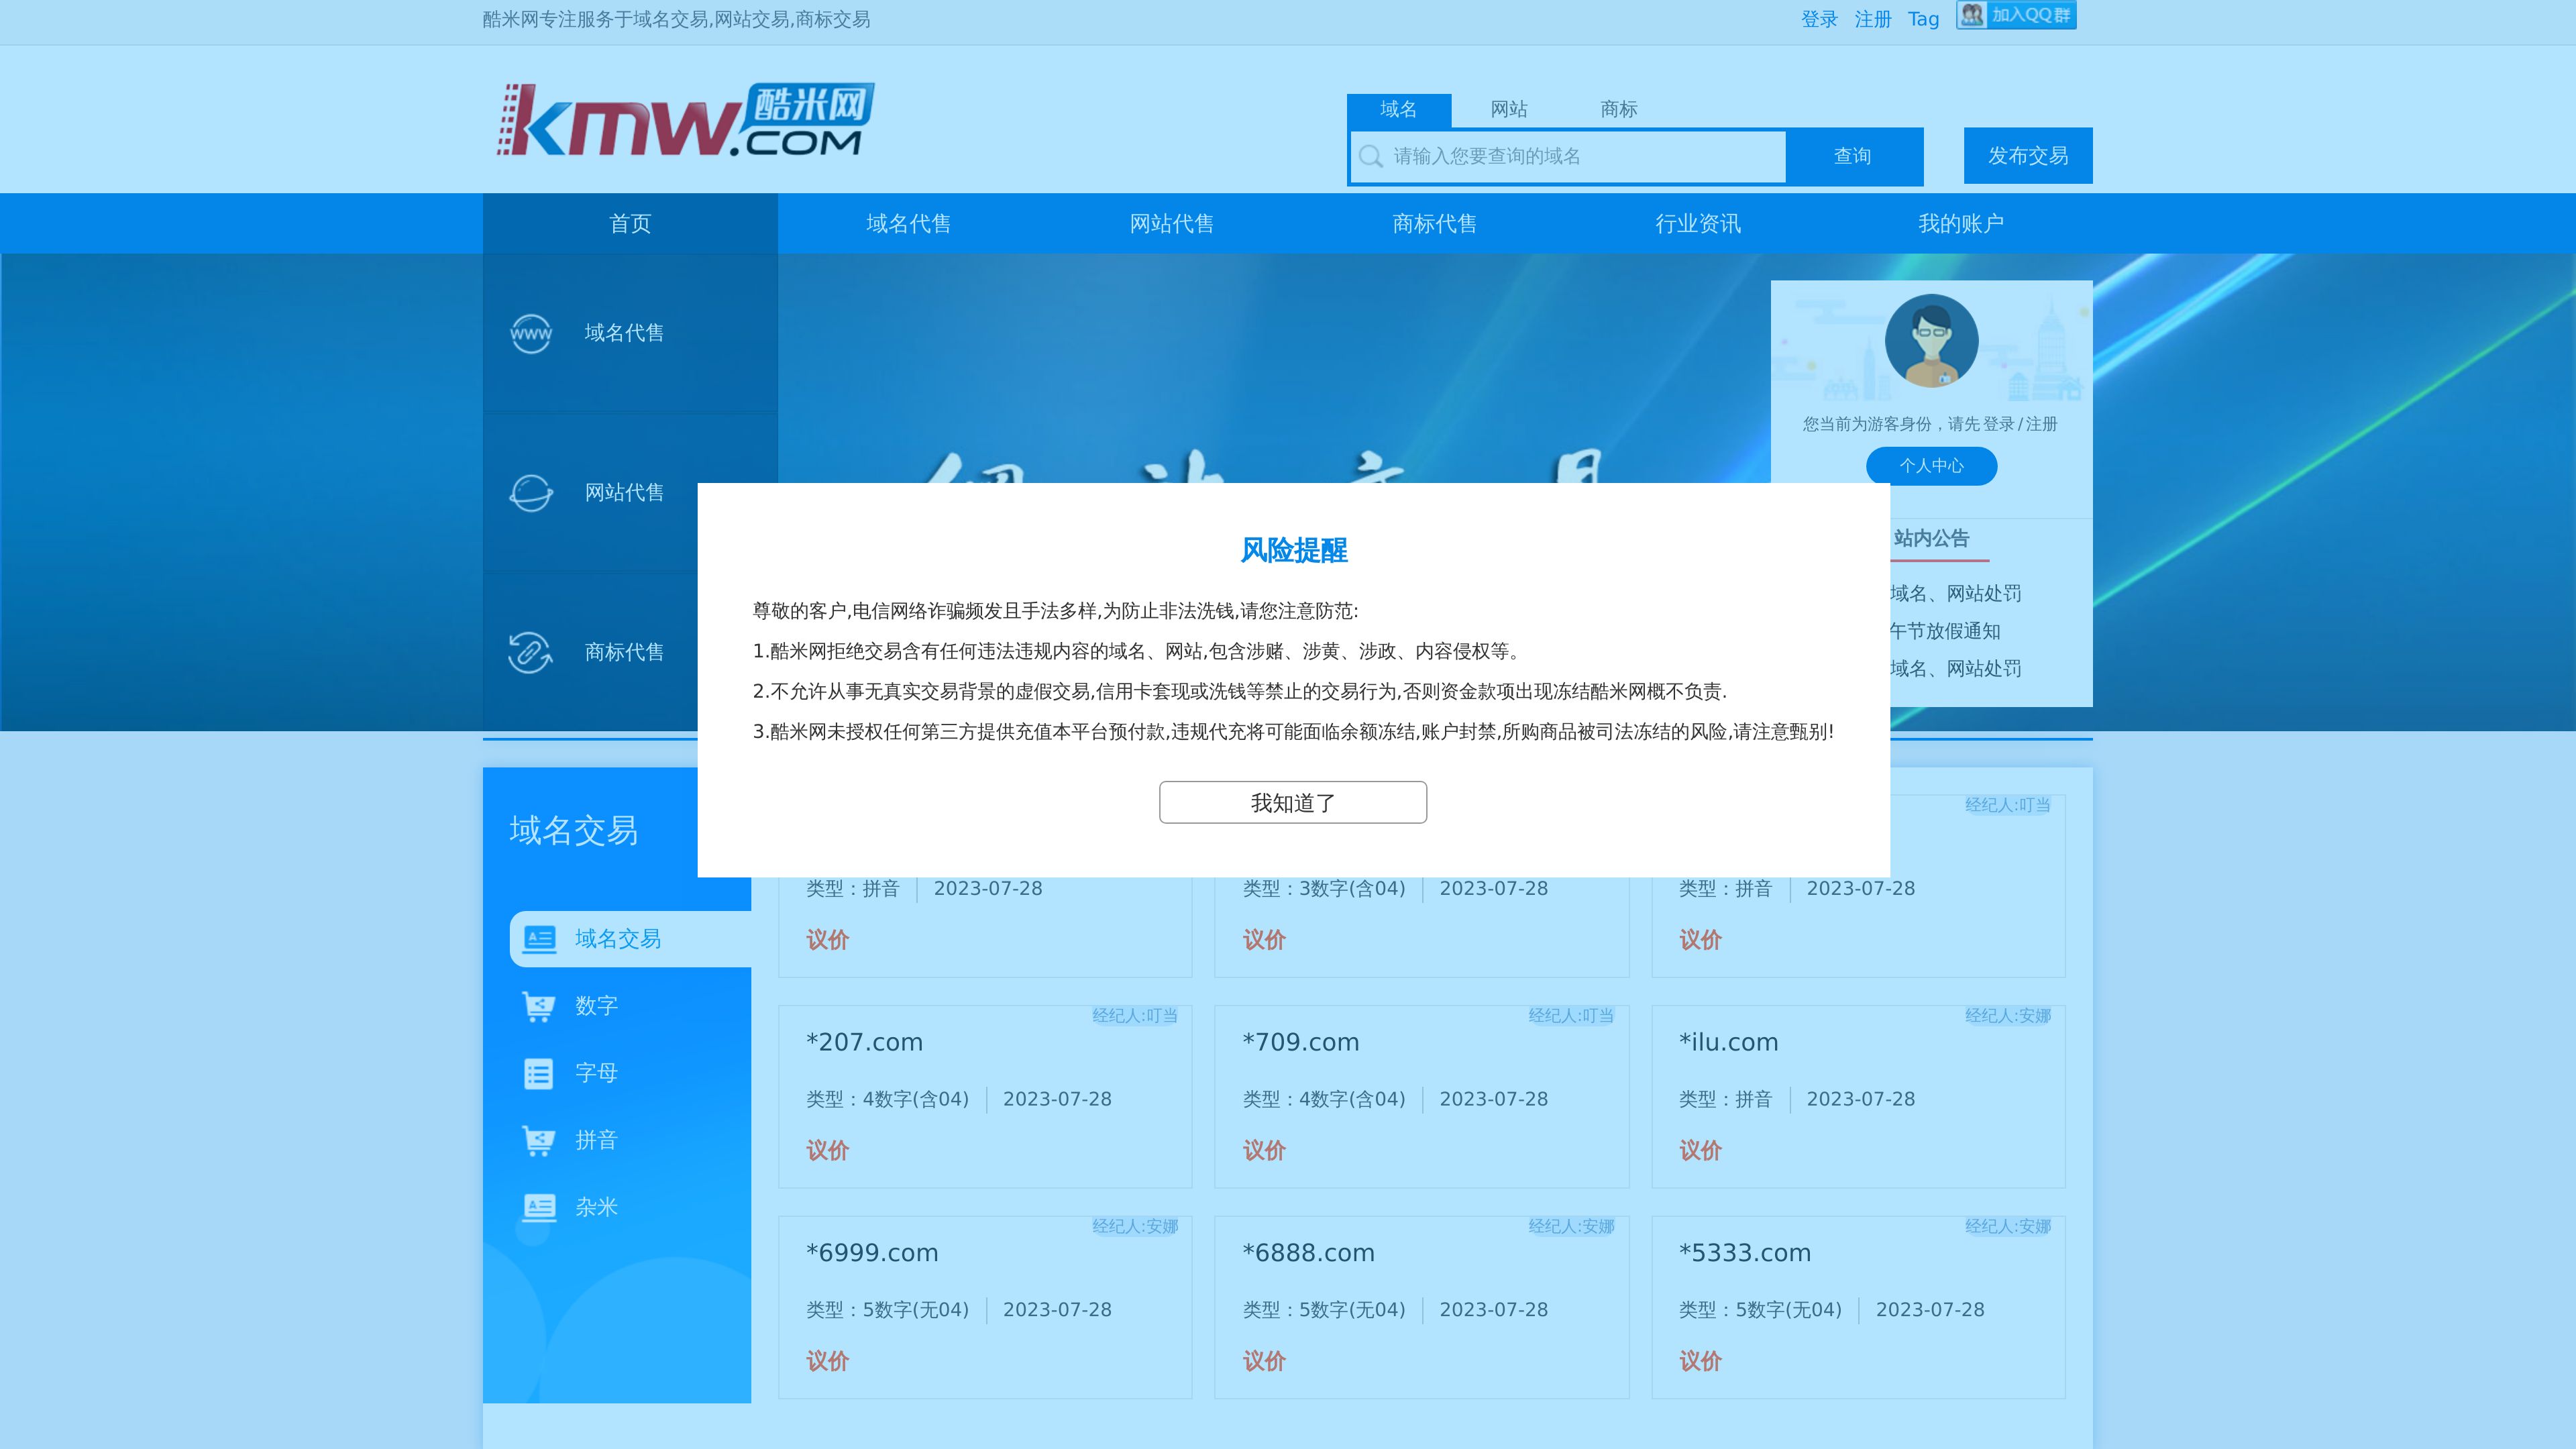 酷米网专注服务于域名交易,网站交易,商标交易
登录 注册 Tag 加入QQ群
kmw.COM 酷米网
域名 网站 商标
请输入您要查询的域名 查询 发布交易
首页 域名代售 网站代售 商标代售 行业资讯 我的账户
www 域名代售
网站代售
商标代售
您当前为游客身份，请先 登录 / 注册
个人中心
站内公告
域名、网站处罚
午节放假通知
域名、网站处罚
风险提醒
尊敬的客户,电信网络诈骗频发且手法多样,为防止非法洗钱,请您注意防范:
1.酷米网拒绝交易含有任何违法违规内容的域名、网站,包含涉赌、涉黄、涉政、内容侵权等。
2.不允许从事无真实交易背景的虚假交易,信用卡套现或洗钱等禁止的交易行为,否则资金款项出现冻结酷米网概不负责.
3.酷米网未授权任何第三方提供充值本平台预付款,违规代充将可能面临余额冻结,账户封禁,所购商品被司法冻结的风险,请注意甄别!
我知道了
域名交易
域名交易
数字
字母
拼音
杂米
经纪人:叮当
类型：拼音 2023-07-28
议价
类型：3数字(含04) 2023-07-28
议价
类型：拼音 2023-07-28
议价
经纪人:叮当
*207.com
类型：4数字(含04) 2023-07-28
议价
经纪人:叮当
*709.com
类型：4数字(含04) 2023-07-28
议价
经纪人:安娜
*ilu.com
类型：拼音 2023-07-28
议价
经纪人:安娜
*6999.com
类型：5数字(无04) 2023-07-28
议价
经纪人:安娜
*6888.com
类型：5数字(无04) 2023-07-28
议价
经纪人:安娜
*5333.com
类型：5数字(无04) 2023-07-28
议价